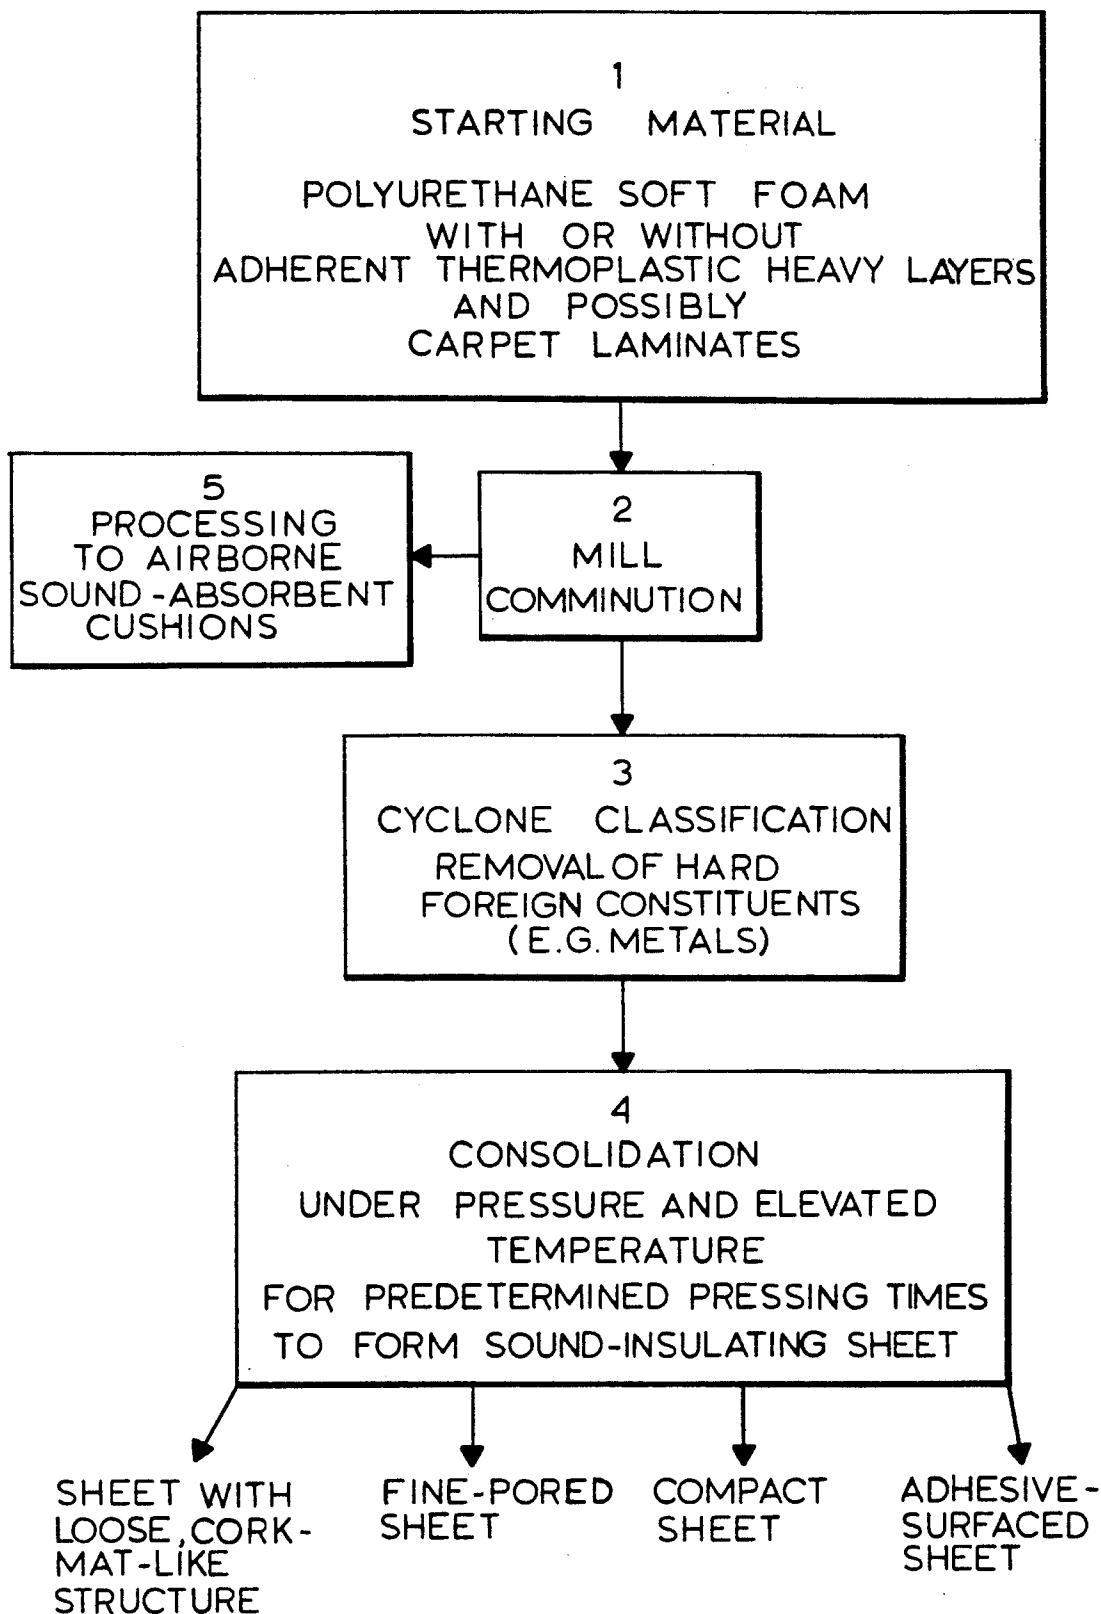 1
STARTING MATERIAL
POLYURETHANE SOFT FOAM
WITH OR WITHOUT
ADHERENT THERMOPLASTIC HEAVY LAYERS
AND POSSIBLY
CARPET LAMINATES
5
PROCESSING
TO AIRBORNE
SOUND-ABSORBENT
CUSHIONS
2
MILL
COMMINUTION
3
CYCLONE CLASSIFICATION
REMOVAL OF HARD
FOREIGN CONSTITUENTS
(E.G. METALS)
4
CONSOLIDATION
UNDER PRESSURE AND ELEVATED
TEMPERATURE
FOR PREDETERMINED PRESSING TIMES
TO FORM SOUND-INSULATING SHEET
SHEET WITH
LOOSE, CORK-
MAT-LIKE
STRUCTURE
FINE-PORED
SHEET
COMPACT
SHEET
ADHESIVE-
SURFACED
SHEET